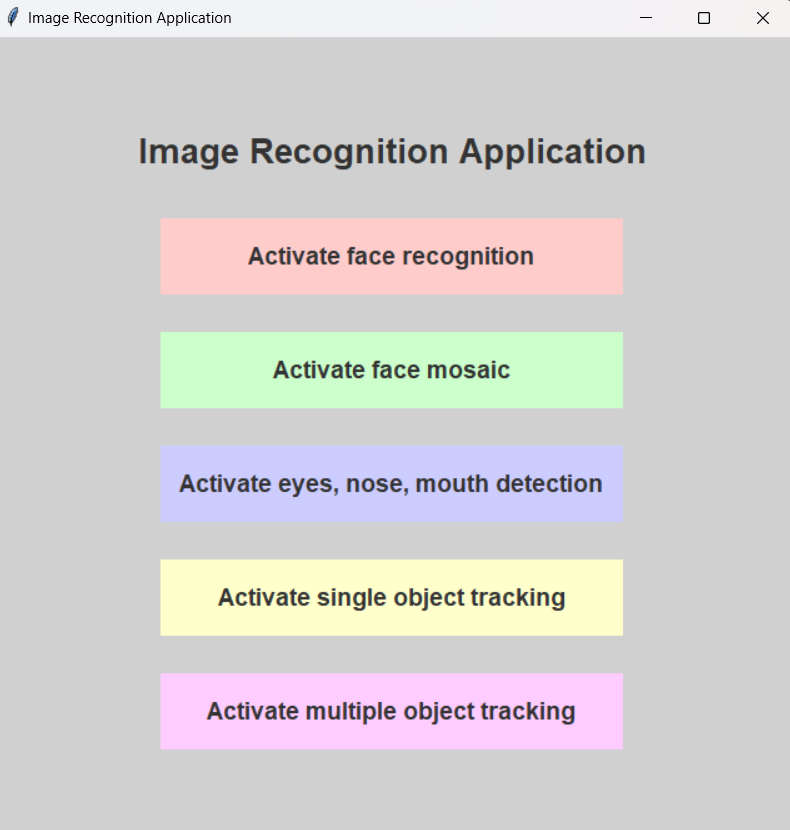 Image Recognition Application
Image Recognition Application
Activate face recognition
Activate face mosaic
Activate eyes, nose, mouth detection
Activate single object tracking
Activate multiple object tracking